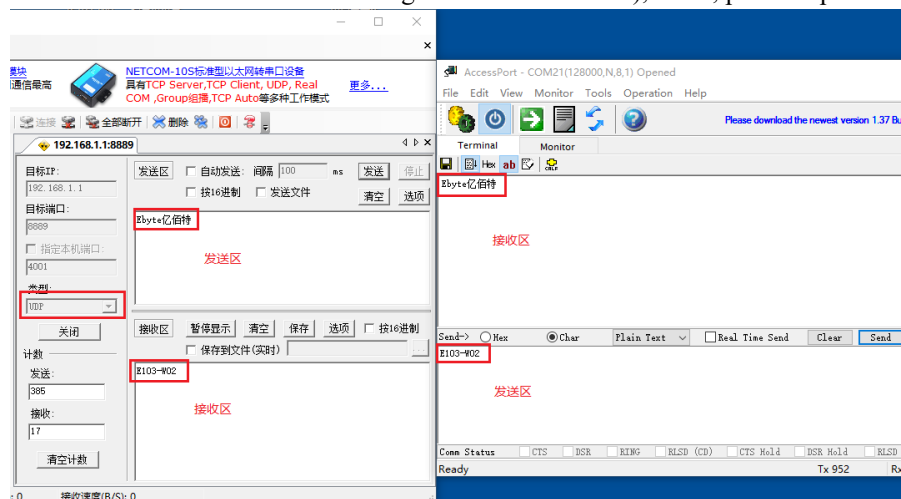 NETCOM-10S标准型以太网转串口设备
具有TCP Server,TCP Client, UDP, Real
COM ,Group组播,TCP Auto等多种工作模式
更多...
通信最高
连接
全部断开
删除
192.168.1.1:8889
目标IP:
192.168.1.1
目标端口:
8889
指定本机端口:
4001
类型:
UDP
关闭
计数
发送:
385
接收:
17
清空计数
发送区
自动发送: 间隔 100 ms
发送
停止
按16进制
发送文件
清空
选项
Ebyte亿佰特
发送区
接收区
暂停显示
清空
保存
选项
按16进制
保存到文件(实时)
...
E103-W02
接收区
: 0 接收速度(B/S): 0
AccessPort - COM21(128000,N,8,1) Opened
File Edit View Monitor Tools Operation Help
Please download the newest version 1.37 Bu
Terminal Monitor
Hex ab
Ebyte亿佰特
接收区
Send-> Hex Char Plain Text Real Time Send Clear Send
E103-W02
发送区
Comm Status CTS DSR RING RLSD (CD) CTS Hold DSR Hold RLSD
Ready Tx 952 Rx